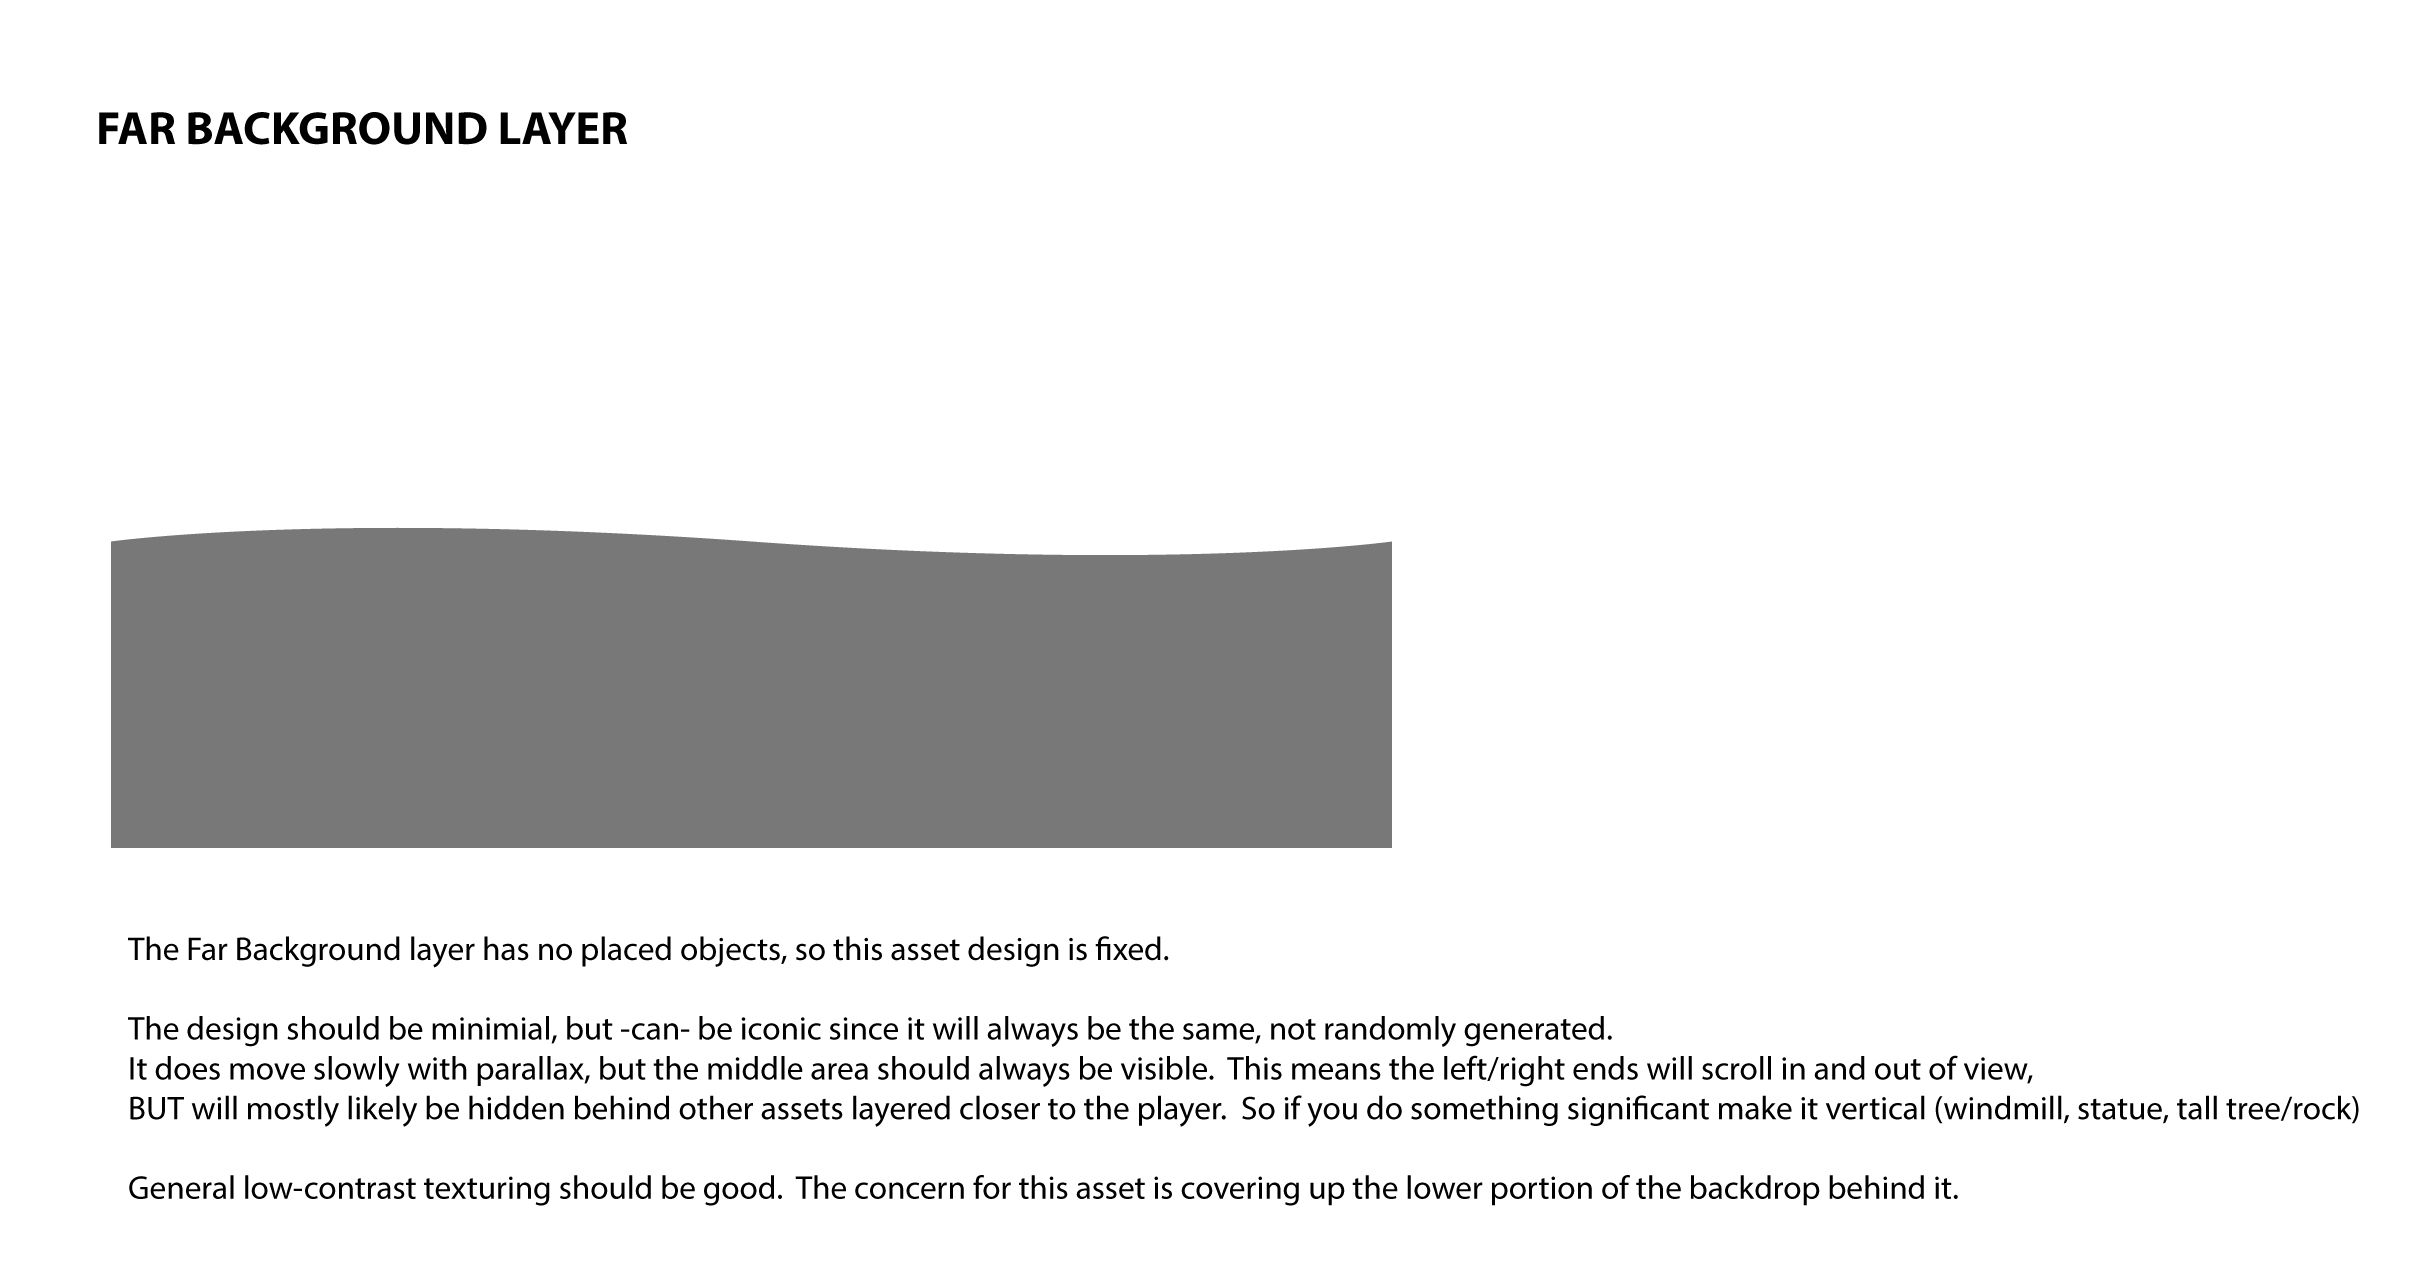 FAR BACKGROUND LAYER
The Far Background layer has no placed objects, so this asset design is fixed.
The design should be minimial, but -can- be iconic since it will always be the same, not randomly generated.
It does move slowly with parallax, but the middle area should always be visible.  This means the left/right ends will scroll in and out of view,
BUT will mostly likely be hidden behind other assets layered closer to the player.  So if you do something significant make it vertical (windmill, statue, tall tree/rock)
General low-contrast texturing should be good.  The concern for this asset is covering up the lower portion of the backdrop behind it.